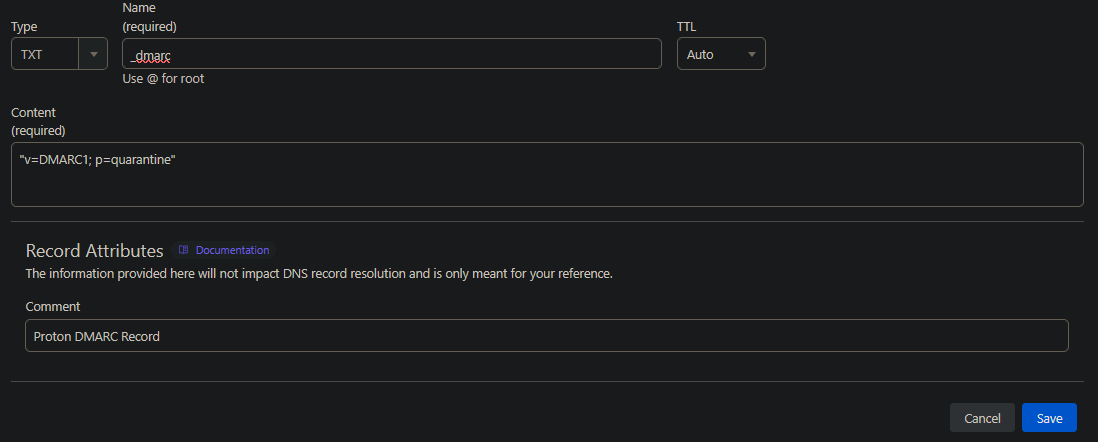 Name
Type
(required)
TTL
TXT
_dmarc
Auto
Use @ for root
Content
(required)
"v=DMARC1; p=quarantine"
Record Attributes Documentation
The information provided here will not impact DNS record resolution and is only meant for your reference.
Comment
Proton DMARC Record
Cancel Save